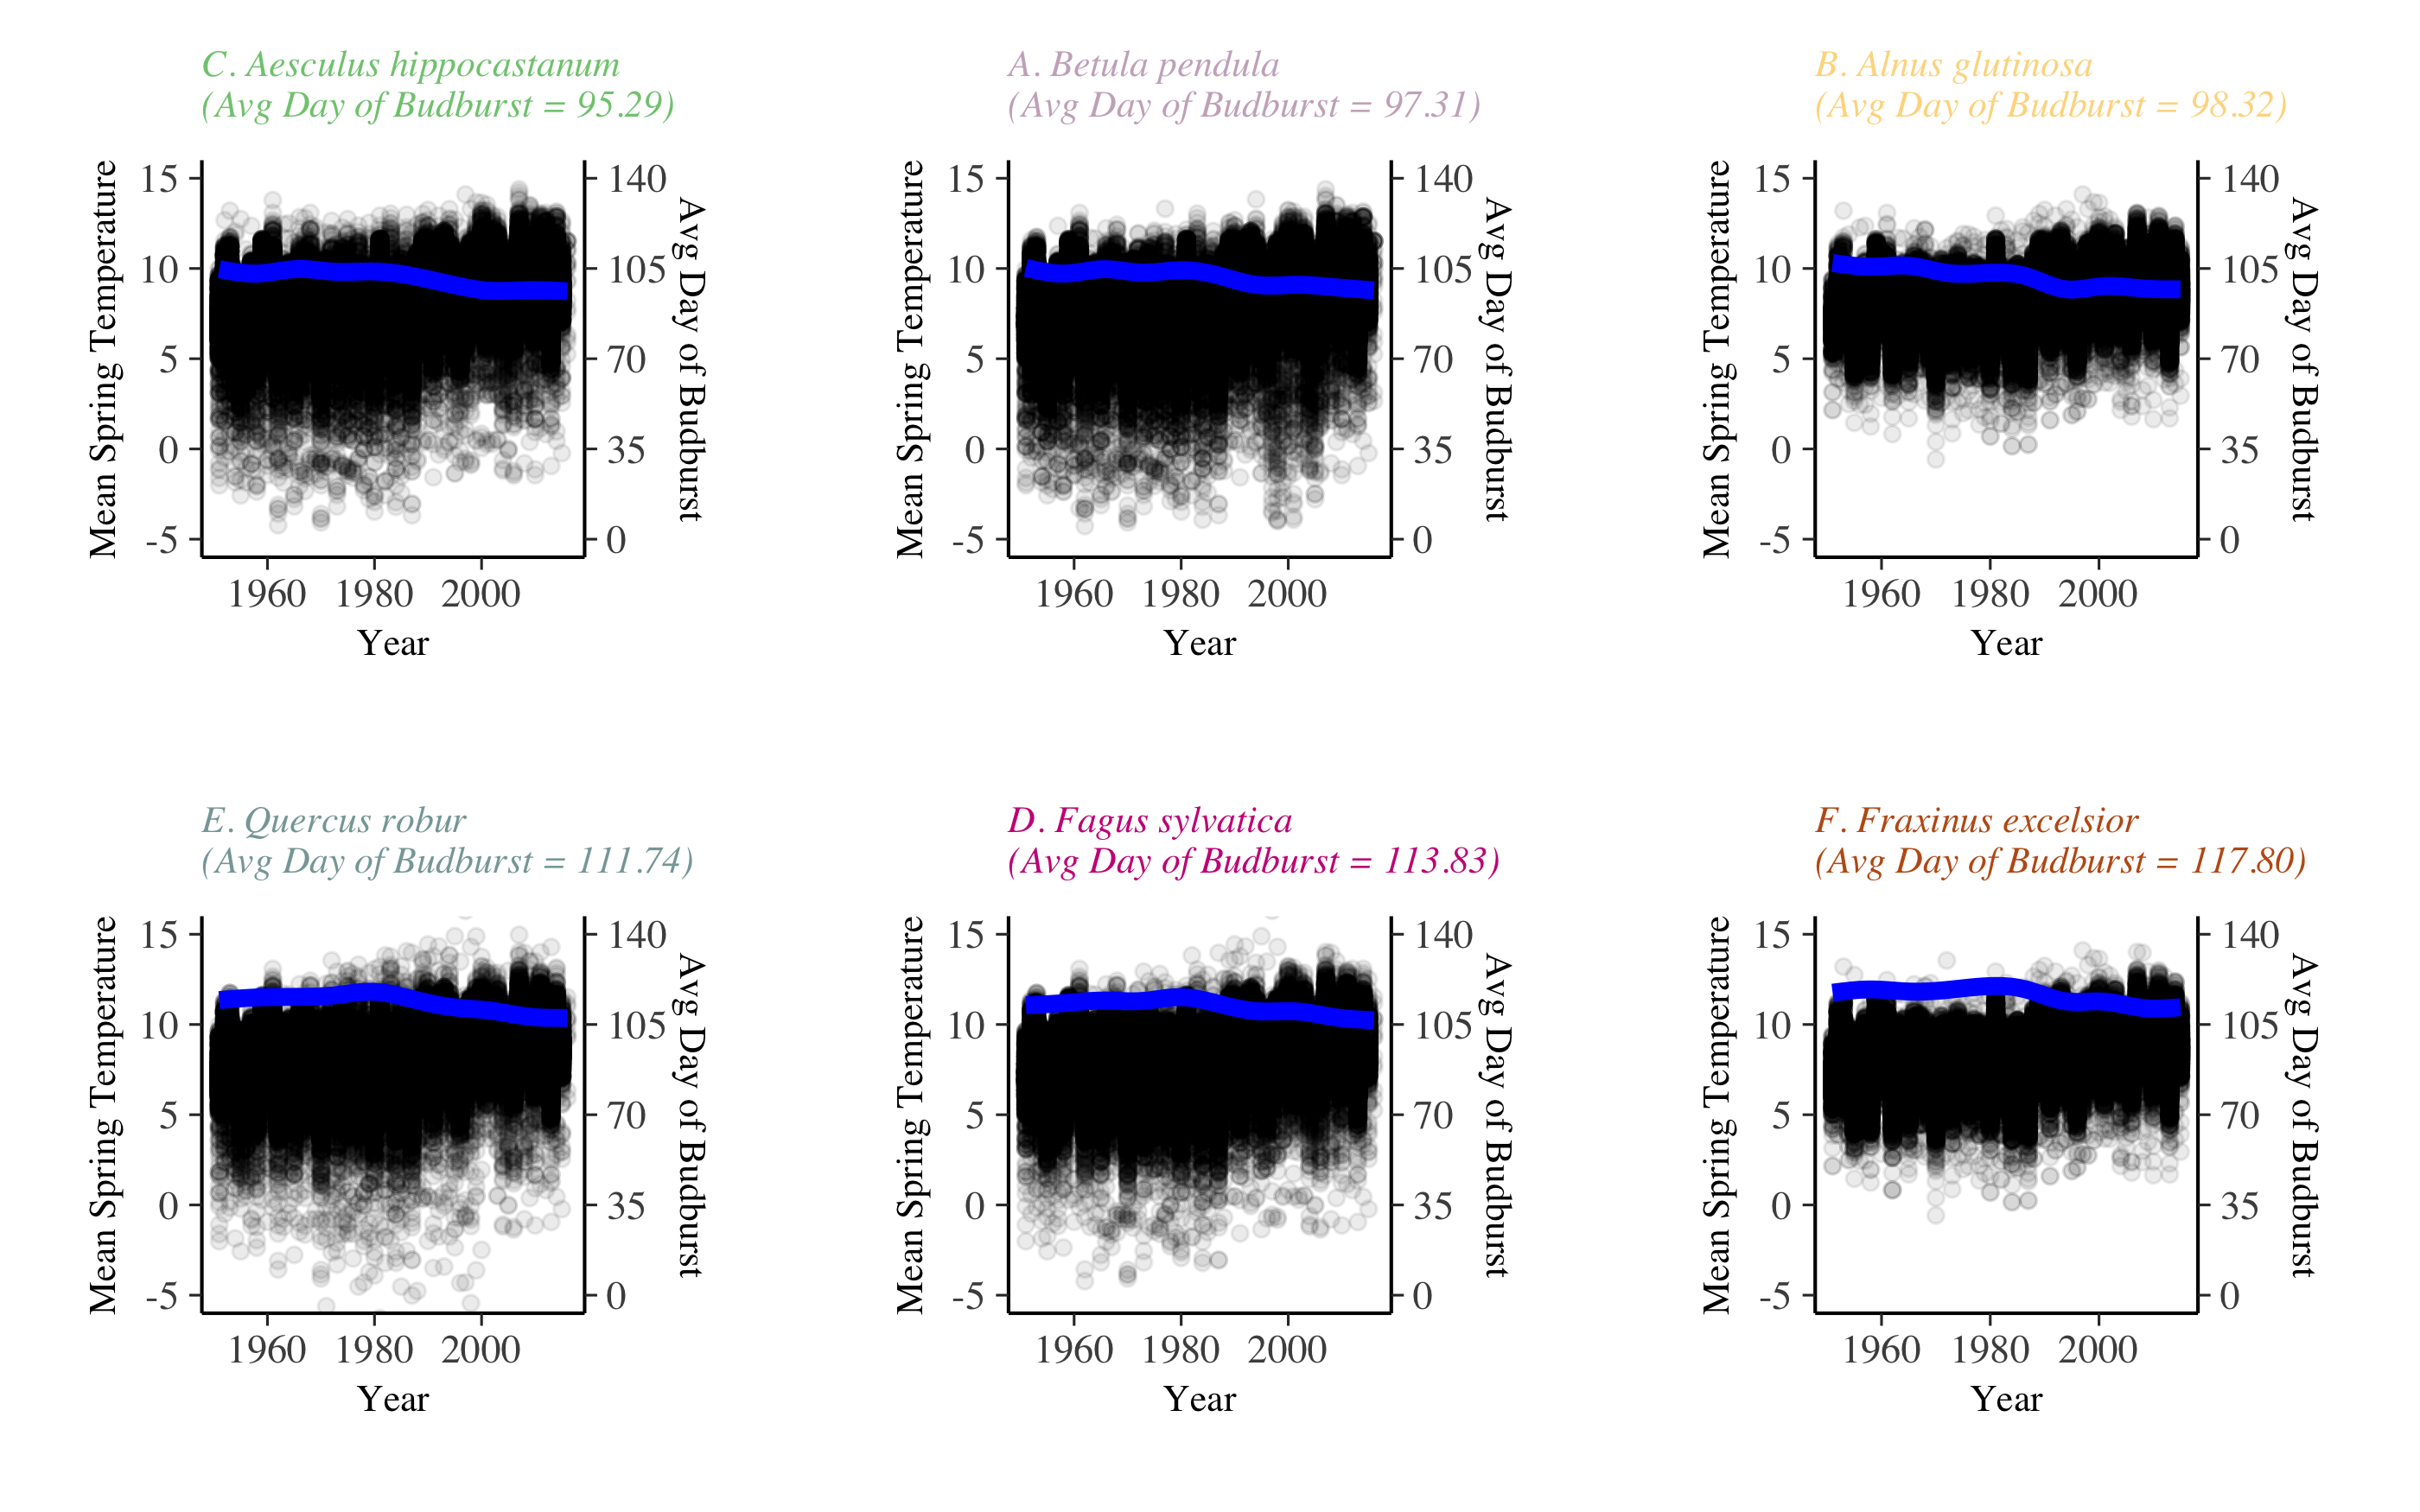 C. Aesculus hippocastanum
(Avg Day of Budburst = 95.29)
Mean Spring Temperature
15
10
5
0
-5
140
105
70
35
0
Avg Day of Budburst
1960 1980 2000
Year
A. Betula pendula
(Avg Day of Budburst = 97.31)
Mean Spring Temperature
15
10
5
0
-5
140
105
70
35
0
Avg Day of Budburst
1960 1980 2000
Year
B. Alnus glutinosa
(Avg Day of Budburst = 98.32)
Mean Spring Temperature
15
10
5
0
-5
140
105
70
35
0
Avg Day of Budburst
1960 1980 2000
Year
E. Quercus robur
(Avg Day of Budburst = 111.74)
Mean Spring Temperature
15
10
5
0
-5
140
105
70
35
0
Avg Day of Budburst
1960 1980 2000
Year
D. Fagus sylvatica
(Avg Day of Budburst = 113.83)
Mean Spring Temperature
15
10
5
0
-5
140
105
70
35
0
Avg Day of Budburst
1960 1980 2000
Year
F. Fraxinus excelsior
(Avg Day of Budburst = 117.80)
Mean Spring Temperature
15
10
5
0
-5
140
105
70
35
0
Avg Day of Budburst
1960 1980 2000
Year